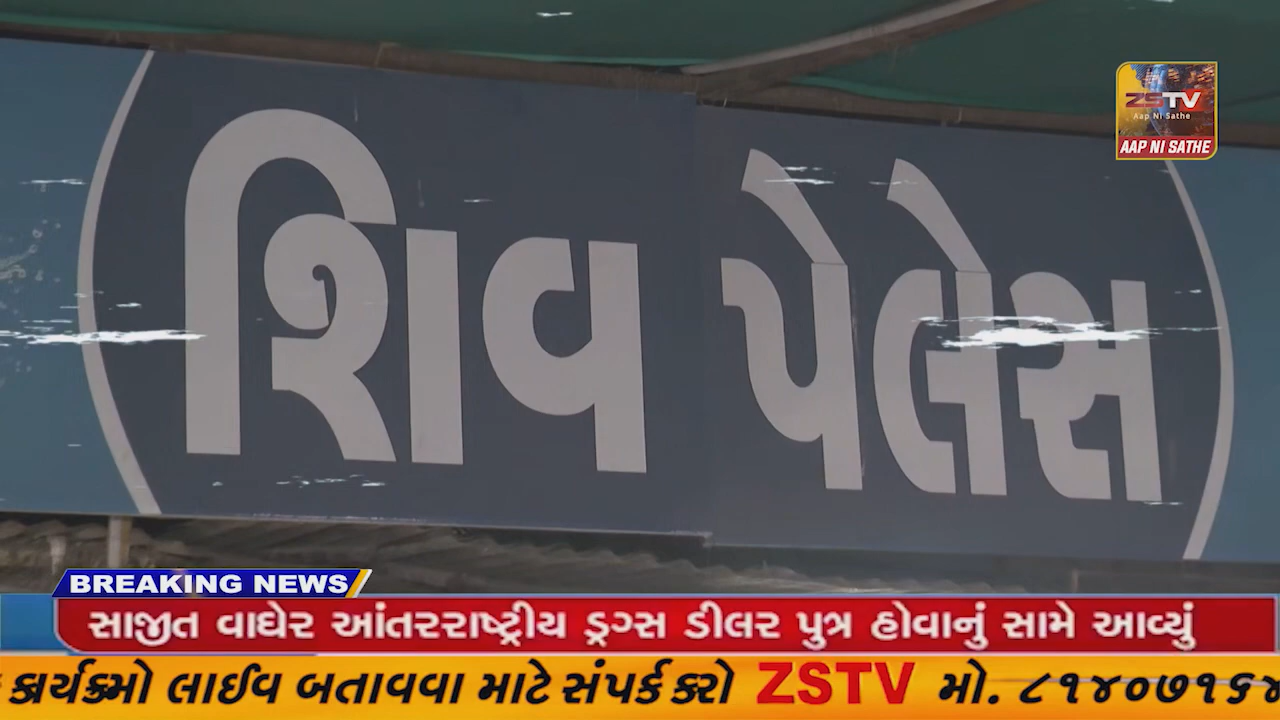 ZSTV
Aap Ni Sathe
AAP NI SATHE
શિવ પેલેસ
BREAKING NEWS
સાજીત વાઘેર આંતરરાષ્ટ્રીય ડ્રગ્સ ડીલર પુત્ર હોવાનું સામે આવ્યું
કાર્યક્રમો લાઈવ બતાવવા માટે સંપર્ક કરો ZSTV મો. ૮૧૪૦૭૧૬૪